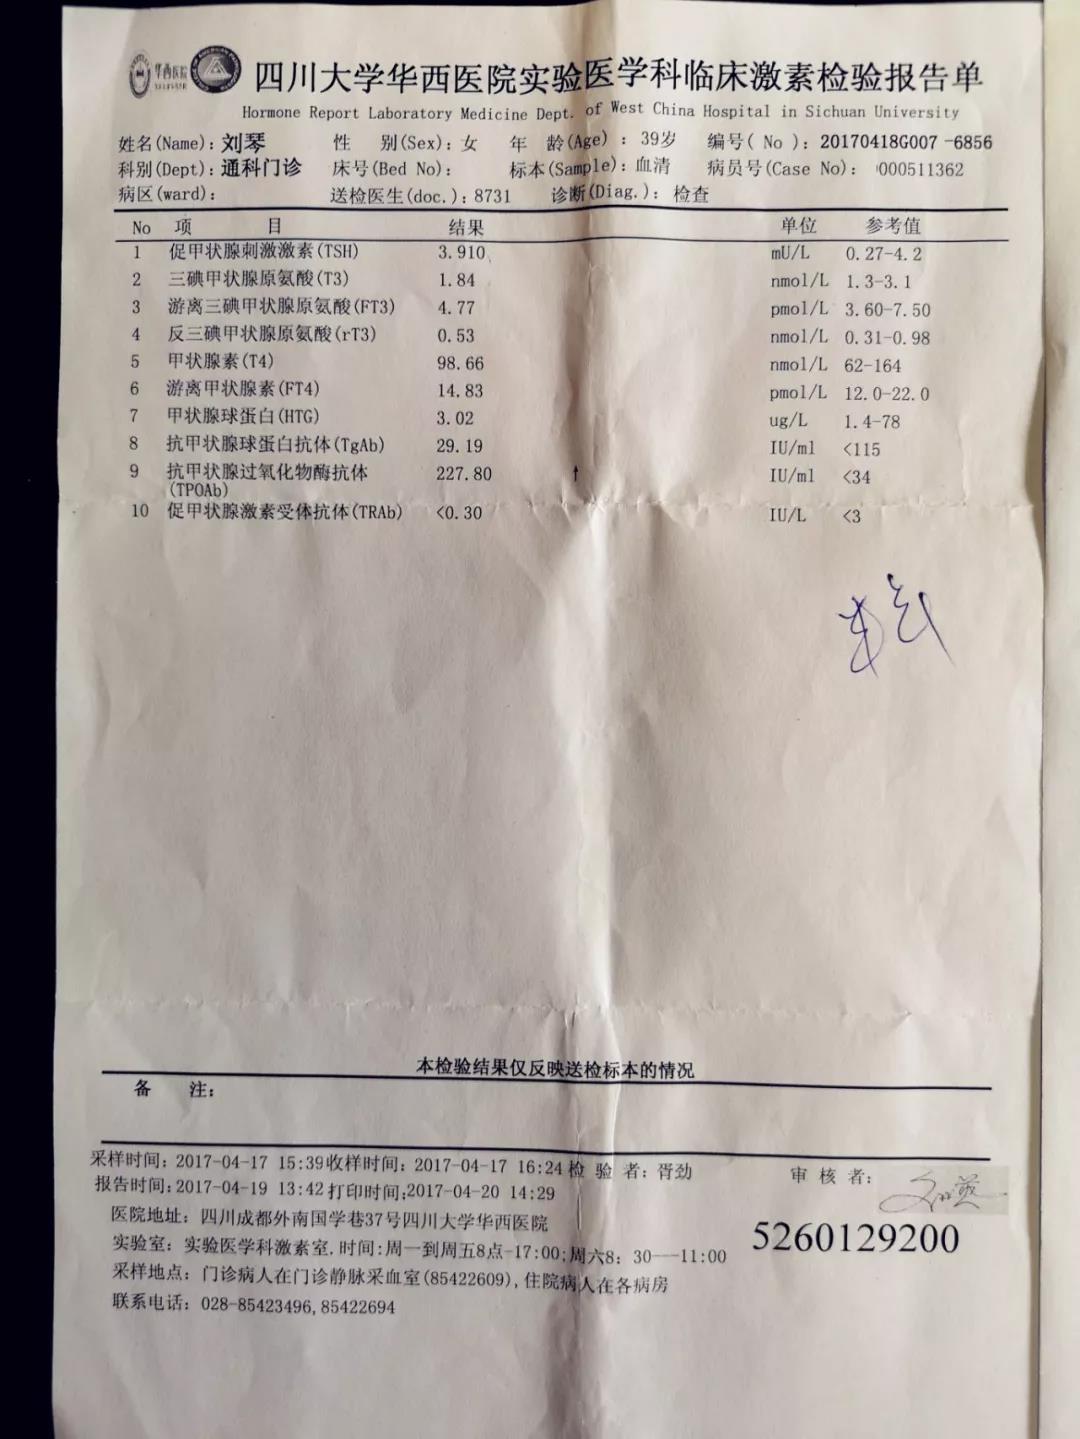 华西医院
四川大学华西医院实验医学科临床激素检验报告单
Hormone Report Laboratory Medicine Dept. of West China Hospital in Sichuan University
姓名(Name): 刘琴 性 别(Sex): 女 年 龄(Age) : 39岁 编号( No ): 20170418G007 -6856
科别(Dept): 通科门诊 床号(Bed No): 标本(Sample): 血清 病员号(Case No): 000511362
病区(ward): 送检医生(doc.): 8731 诊断(Diag.): 检查
No 项 目 结果 单位 参考值
1 促甲状腺刺激激素(TSH) 3.910 mU/L 0.27-4.2
2 三碘甲状腺原氨酸(T3) 1.84 nmol/L 1.3-3.1
3 游离三碘甲状腺原氨酸(FT3) 4.77 pmol/L 3.60-7.50
4 反三碘甲状腺原氨酸(rT3) 0.53 nmol/L 0.31-0.98
5 甲状腺素(T4) 98.66 nmol/L 62-164
6 游离甲状腺素(FT4) 14.83 pmol/L 12.0-22.0
7 甲状腺球蛋白(HTG) 3.02 ug/L 1.4-78
8 抗甲状腺球蛋白抗体(TgAb) 29.19 IU/ml <115
9 抗甲状腺过氧化物酶抗体 227.80 ↑ IU/ml <34
(TPOAb)
10 促甲状腺激素受体抗体(TRAb) <0.30 IU/L <3
本检验结果仅反映送检标本的情况
备 注:
采样时间: 2017-04-17 15:39收样时间: 2017-04-17 16:24 检 验 者: 胥劲 审 核 者:
报告时间:2017-04-19 13:42 打印时间:2017-04-20 14:29
医院地址: 四川成都外南国学巷37号四川大学华西医院
5260129200
实验室: 实验医学科激素室.时间:周一到周五8点-17:00;周六8: 30---11:00
采样地点: 门诊病人在门诊静脉采血室(85422609),住院病人在各病房
联系电话: 028-85423496,85422694